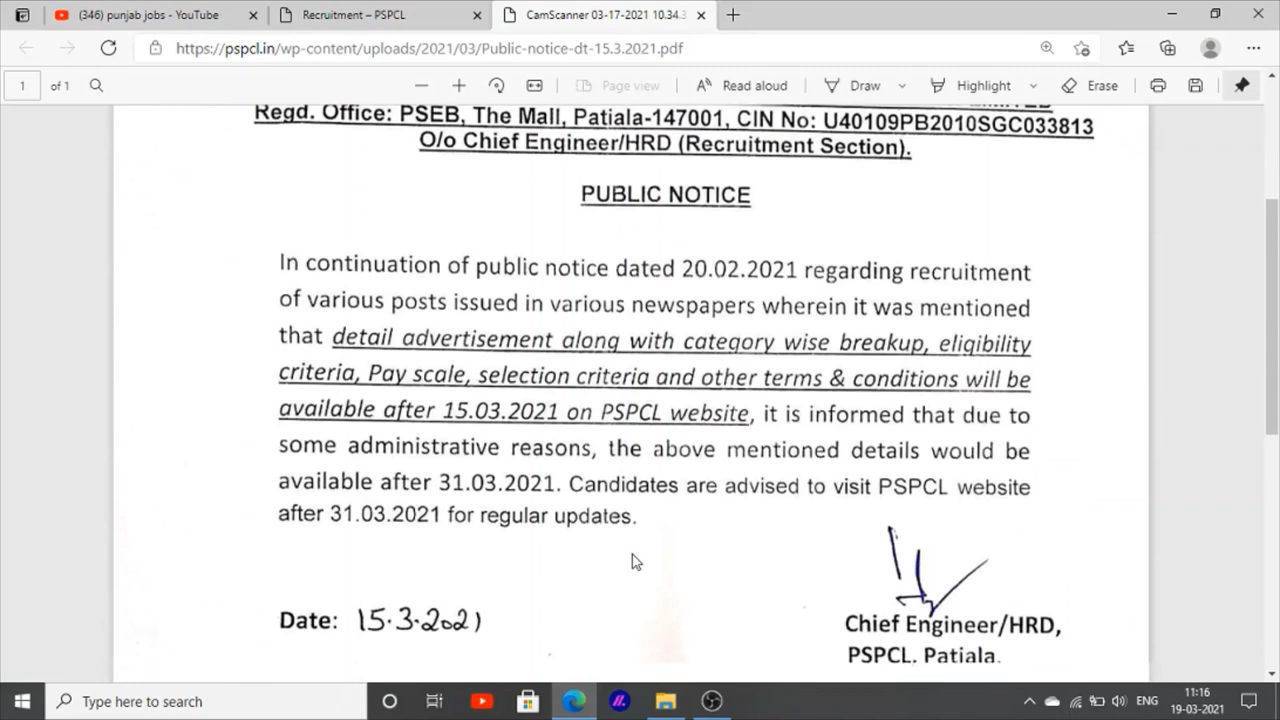 (346) punjab jobs - YouTube
Recruitment – PSPCL
CamScanner 03-17-2021 10.34.3
https://pspcl.in/wp-content/uploads/2021/03/Public-notice-dt-15.3.2021.pdf
1 of 1
Page view
Read aloud
Draw
Highlight
Erase
Regd. Office: PSEB, The Mall, Patiala-147001, CIN No: U40109PB2010SGC033813
O/o Chief Engineer/HRD (Recruitment Section).
PUBLIC NOTICE
In continuation of public notice dated 20.02.2021 regarding recruitment
of various posts issued in various newspapers wherein it was mentioned
that detail advertisement along with category wise breakup, eligibility
criteria, Pay scale, selection criteria and other terms & conditions will be
available after 15.03.2021 on PSPCL website, it is informed that due to
some administrative reasons, the above mentioned details would be
available after 31.03.2021. Candidates are advised to visit PSPCL website
after 31.03.2021 for regular updates.
Date: 15.3.2021
Chief Engineer/HRD,
PSPCL, Patiala.
Type here to search
ENG
11:16
19-03-2021